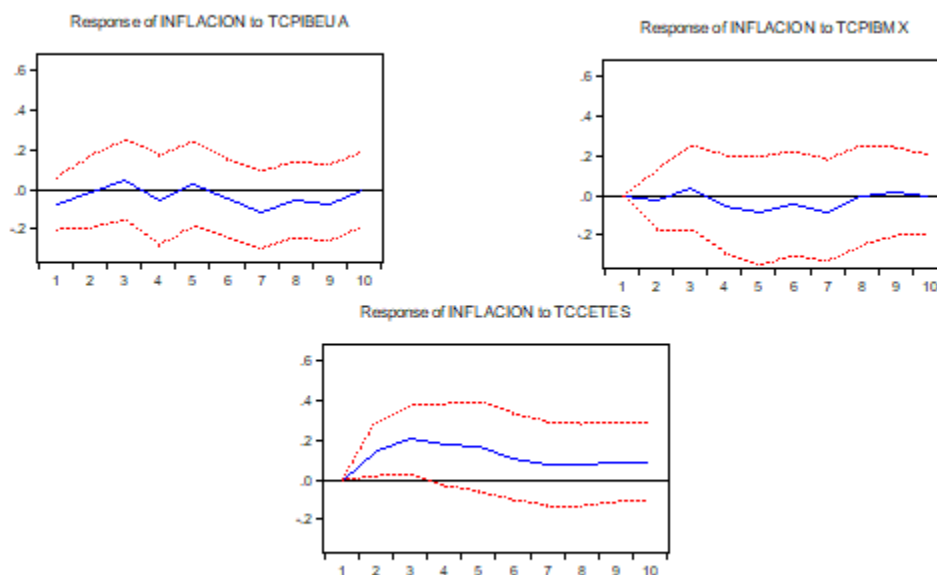 Response of INFLACION to TCPIBEUA
.6
.4
.2
.0
-.2
1 2 3 4 5 6 7 8 9 10
Response of INFLACION to TCPIBMX
.6
.4
.2
.0
-.2
1 2 3 4 5 6 7 8 9 10
Response of INFLACION to TCCETES
.6
.4
.2
.0
-.2
1 2 3 4 5 6 7 8 9 10